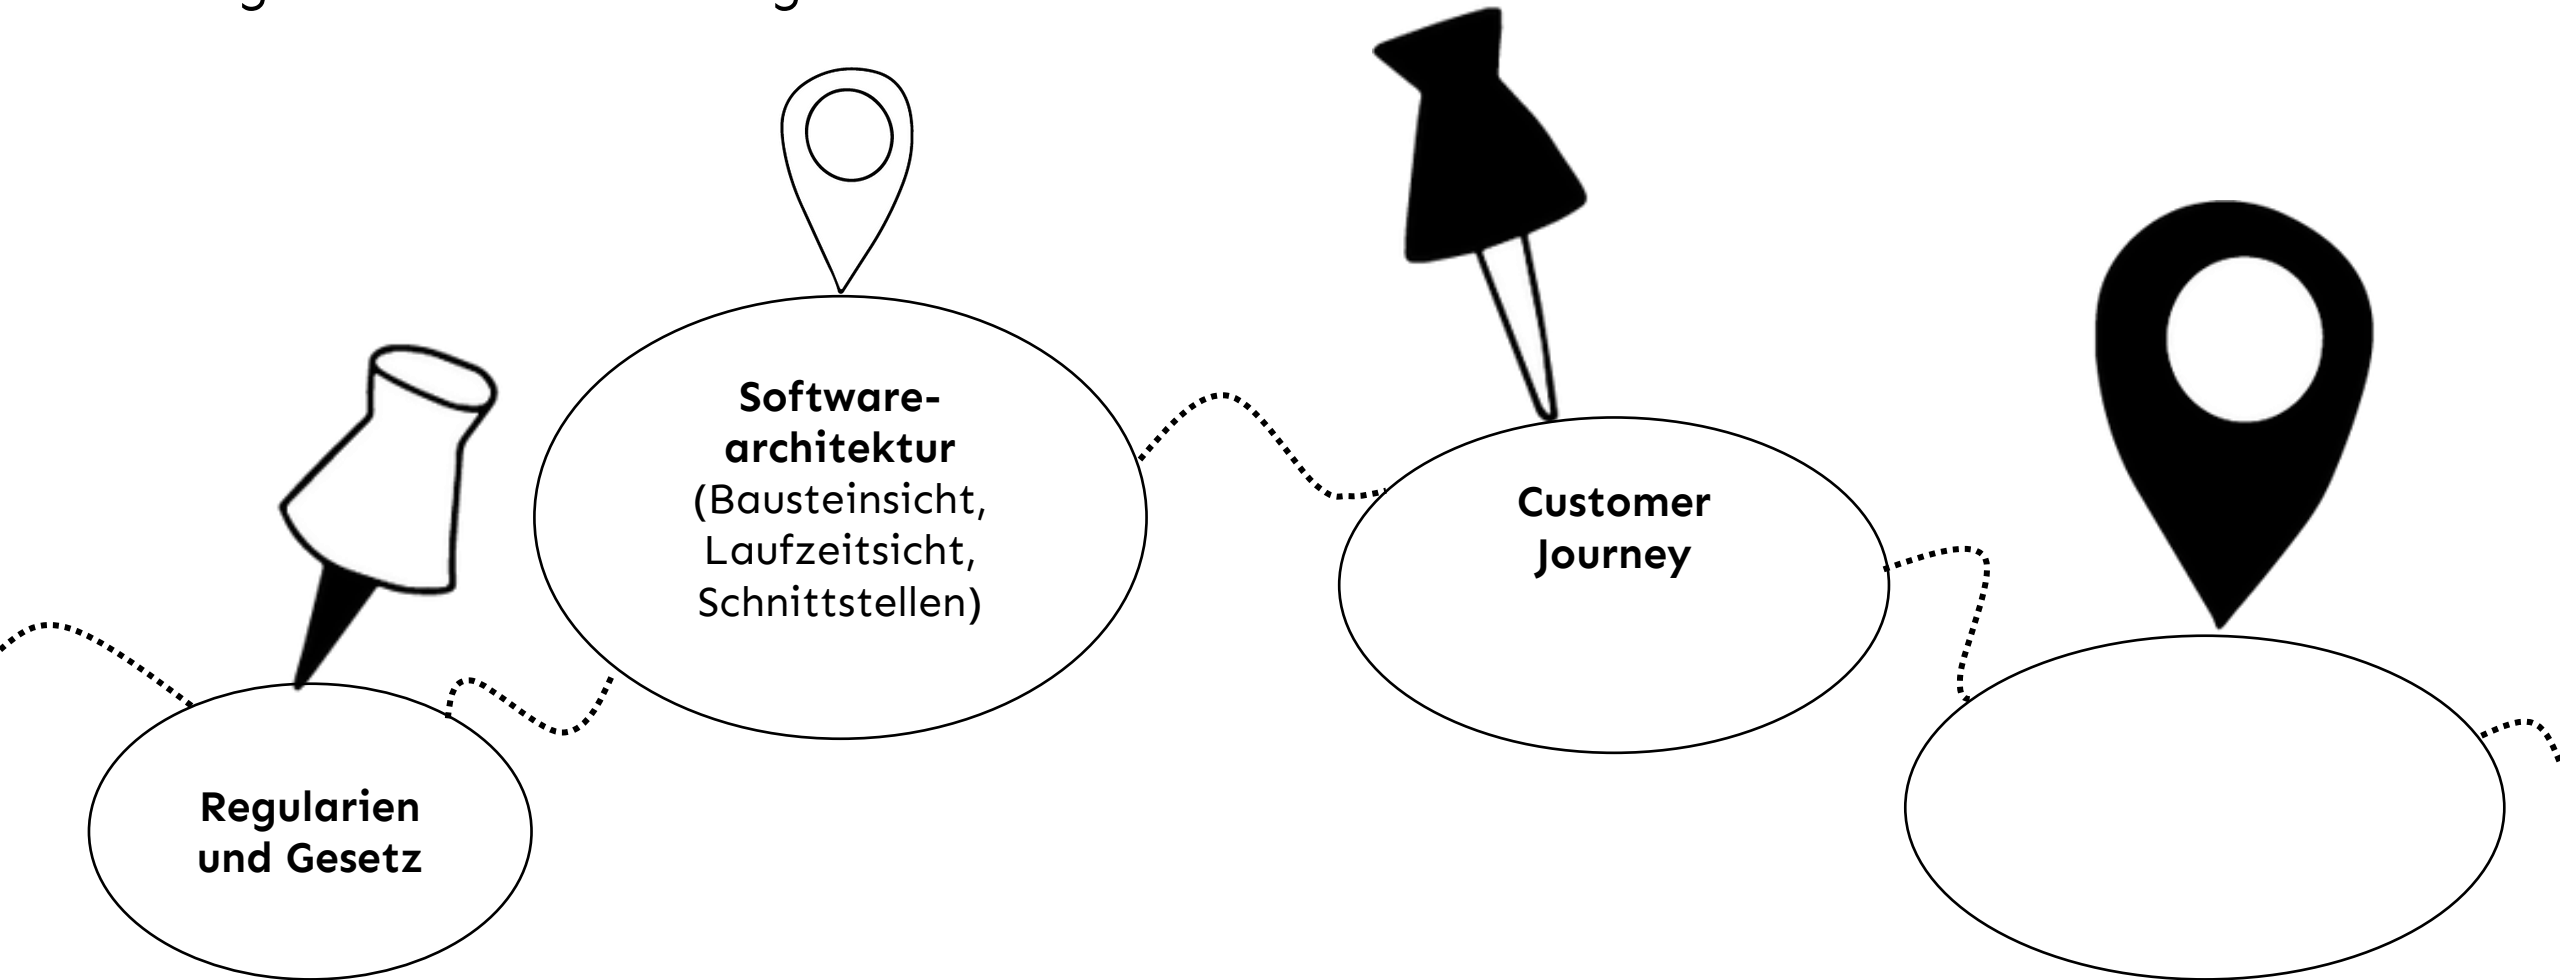 Software-
architektur
(Bausteinsicht,
Laufzeitsicht,
Schnittstellen)
Customer
Journey
Regularien
und Gesetz